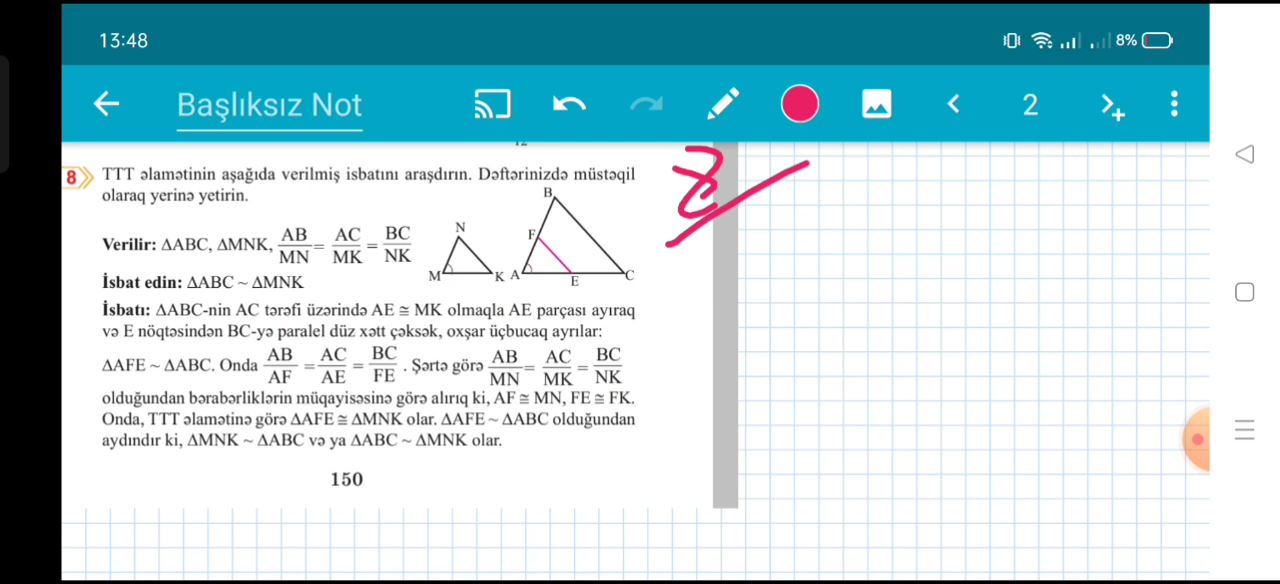 13:48
8%
Başlıksız Not
2
12
8 TTT əlamətinin aşağıda verilmiş isbatını araşdırın. Dəftərinizdə müstəqil
olaraq yerinə yetirin.
Verilir: ΔABC, ΔMNK, AB/MN = AC/MK = BC/NK
N
M
K
B
F
A
E
C
İsbat edin: ΔABC ~ ΔMNK
İsbatı: ΔABC-nin AC tərəfi üzərində AE ≅ MK olmaqla AE parçası ayıraq
və E nöqtəsindən BC-yə paralel düz xətt çəksək, oxşar üçbucaq ayrılar:
ΔAFE ~ ΔABC. Onda AB/AF = AC/AE = BC/FE . Şərtə görə AB/MN = AC/MK = BC/NK
olduğundan bərabərliklərin müqayisəsinə görə alırıq ki, AF ≅ MN, FE ≅ FK.
Onda, TTT əlamətinə görə ΔAFE ≅ ΔMNK olar. ΔAFE ~ ΔABC olduğundan
aydındır ki, ΔMNK ~ ΔABC və ya ΔABC ~ ΔMNK olar.
150